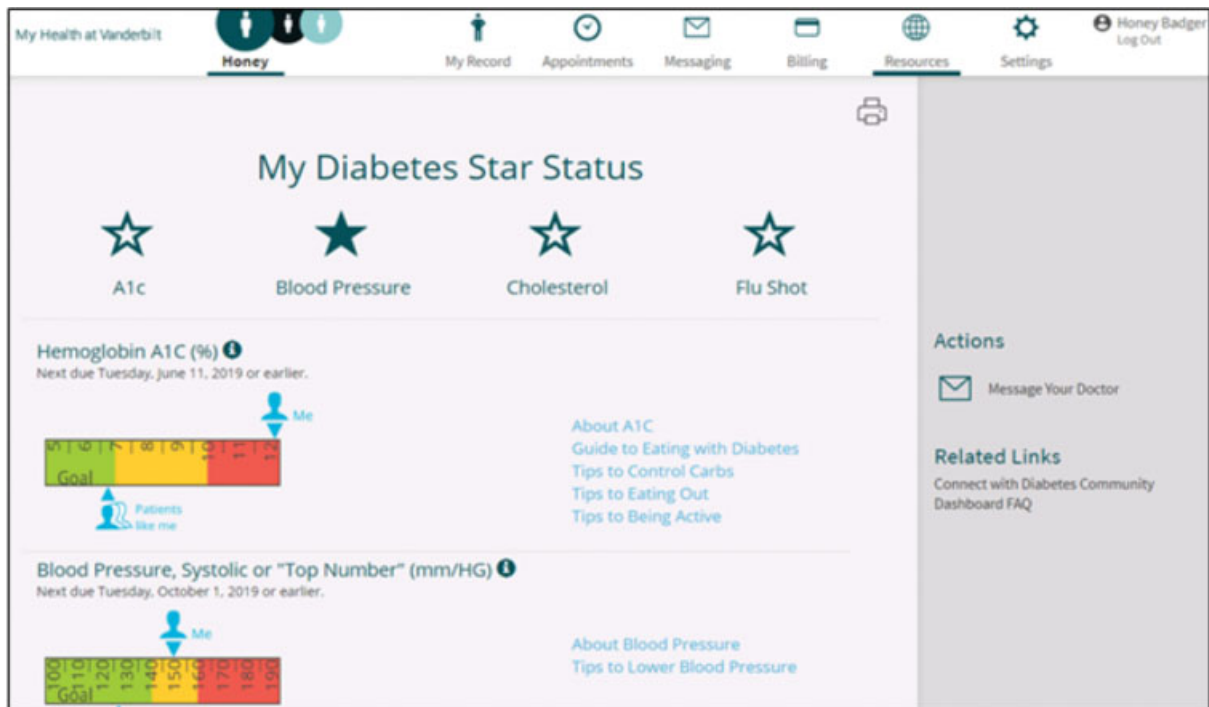 My Health at Vanderbilt
Honey
My Record
Appointments
Messaging
Billing
Resources
Settings
Honey Badger
Log Out
My Diabetes Star Status
A1c
Blood Pressure
Cholesterol
Flu Shot
Hemoglobin A1C (%)
Next due Tuesday, June 11, 2019 or earlier.
Me
5 6 7 8 9 10 11 12
Goal
Patients
like me
About A1C
Guide to Eating with Diabetes
Tips to Control Carbs
Tips to Eating Out
Tips to Being Active
Blood Pressure, Systolic or "Top Number" (mm/HG)
Next due Tuesday, October 1, 2019 or earlier.
Me
100 110 120 130 140 150 160 170 180 190
Goal
About Blood Pressure
Tips to Lower Blood Pressure
Actions
Message Your Doctor
Related Links
Connect with Diabetes Community
Dashboard FAQ